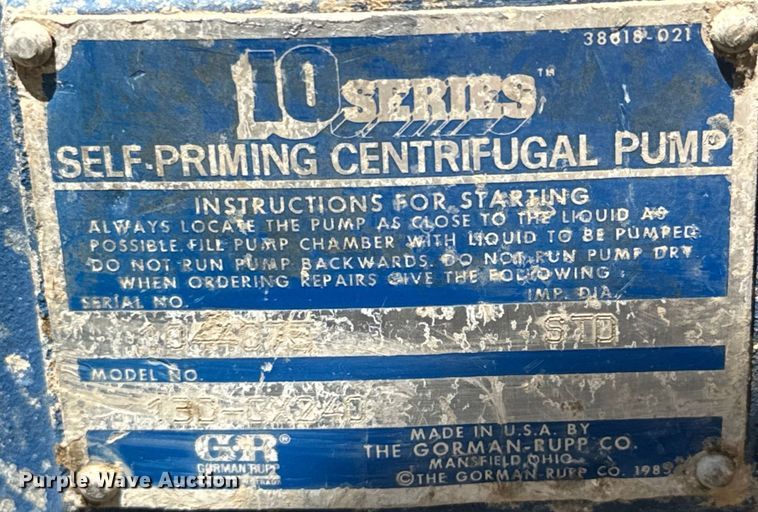 38618-021
10 SERIES™
SELF-PRIMING CENTRIFUGAL PUMP
INSTRUCTIONS FOR STARTING
ALWAYS LOCATE THE PUMP AS CLOSE TO THE LIQUID AS
POSSIBLE. FILL PUMP CHAMBER WITH LIQUID TO BE PUMPED
DO NOT RUN PUMP BACKWARDS. DO NOT RUN PUMP DRY
WHEN ORDERING REPAIRS GIVE THE FOLLOWING:
SERIAL NO. IMP. DIA.
STD
MODEL NO.
GR®
GORMAN-RUPP
MADE IN U.S.A. BY
THE GORMAN-RUPP CO.
MANSFIELD, OHIO
©THE GORMAN-RUPP CO. 1985
Purple Wave Auction